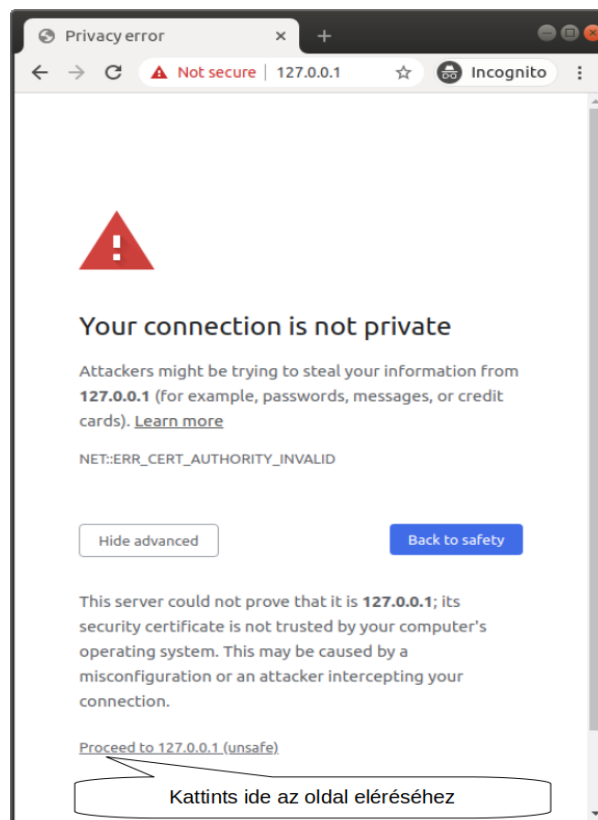 Privacy error
Not secure 127.0.0.1 Incognito
Your connection is not private
Attackers might be trying to steal your information from
127.0.0.1 (for example, passwords, messages, or credit
cards). Learn more
NET::ERR_CERT_AUTHORITY_INVALID
Hide advanced Back to safety
This server could not prove that it is 127.0.0.1; its
security certificate is not trusted by your computer's
operating system. This may be caused by a
misconfiguration or an attacker intercepting your
connection.
Proceed to 127.0.0.1 (unsafe)
Kattints ide az oldal eléréséhez